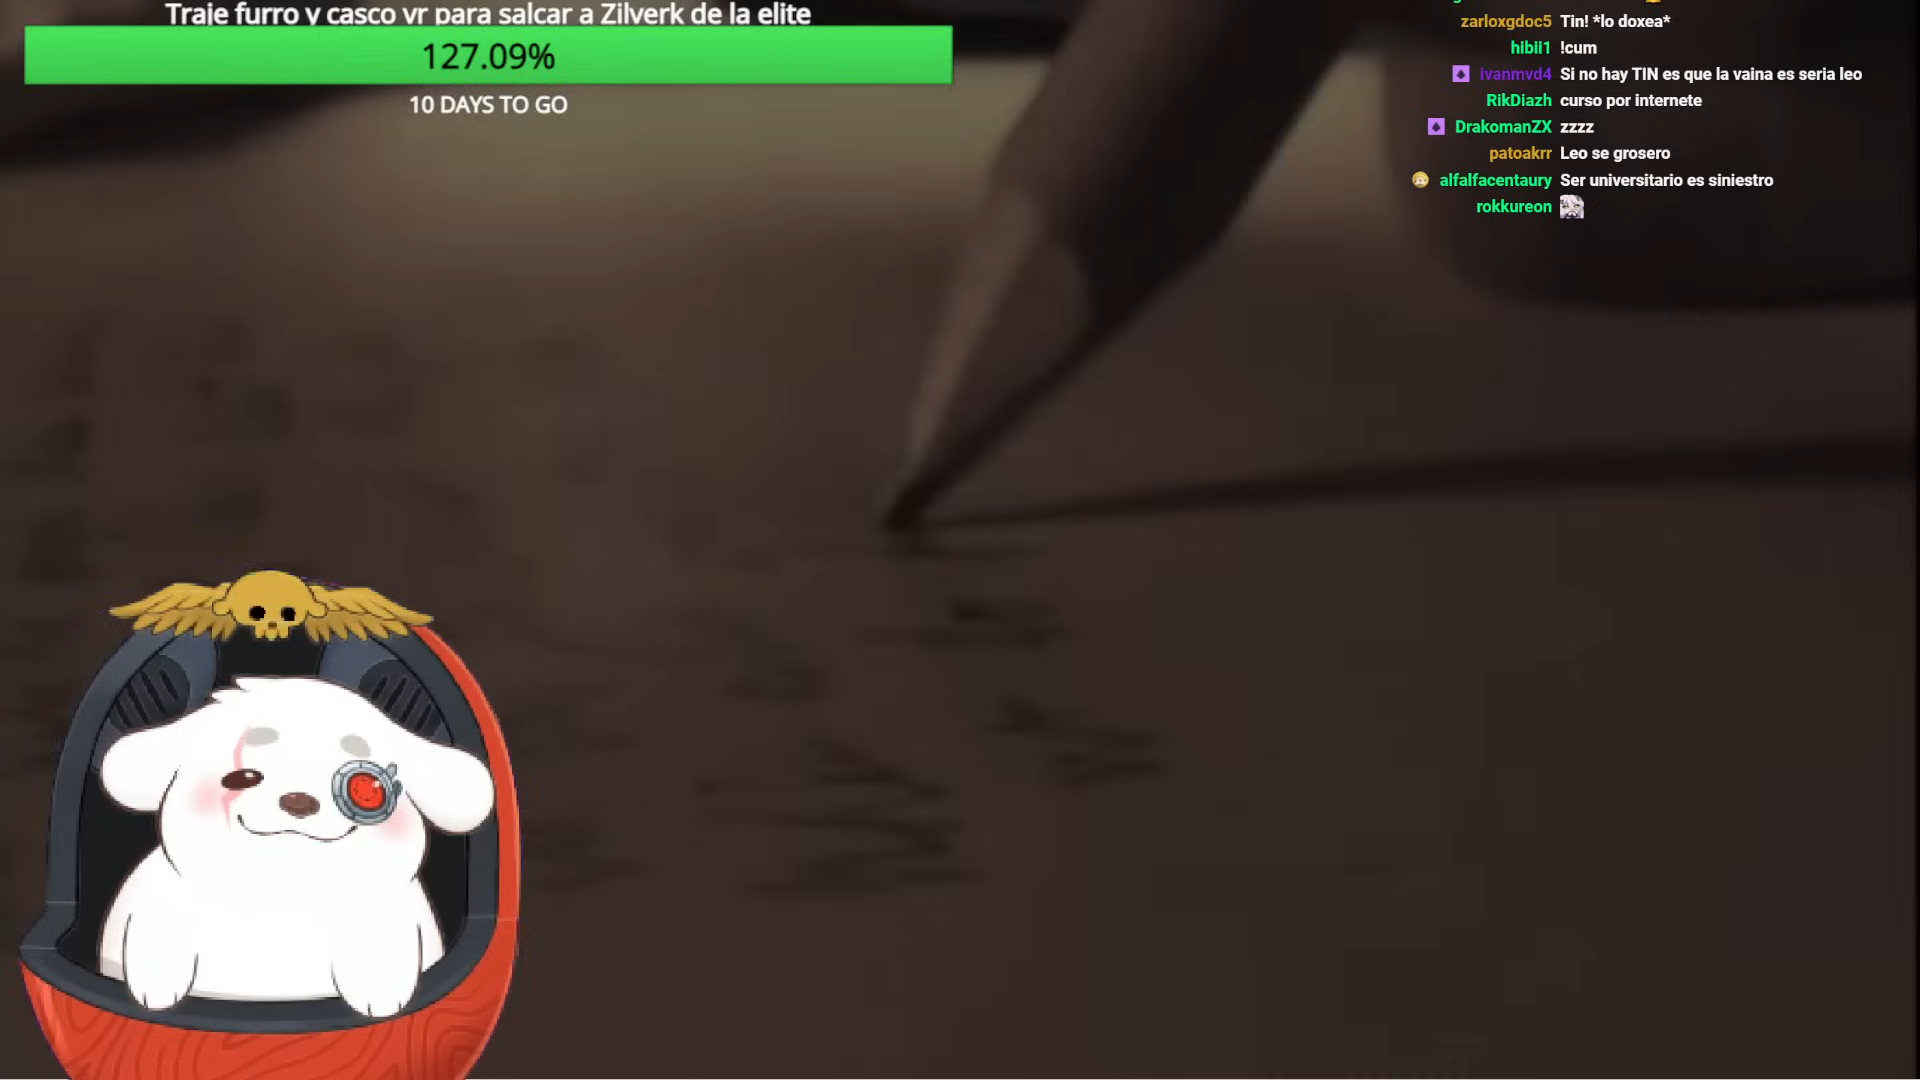 Traje furro y casco vr para salcar a Zilverk de la elite
127.09%
10 DAYS TO GO
zarloxgdoc5 Tin! *lo doxea*
hibii1 !cum
ivanmvd4 Si no hay TIN es que la vaina es seria leo
RikDiazh curso por internete
DrakomanZX zzzz
patoakrr Leo se grosero
alfalfacentaury Ser universitario es siniestro
rokkureon